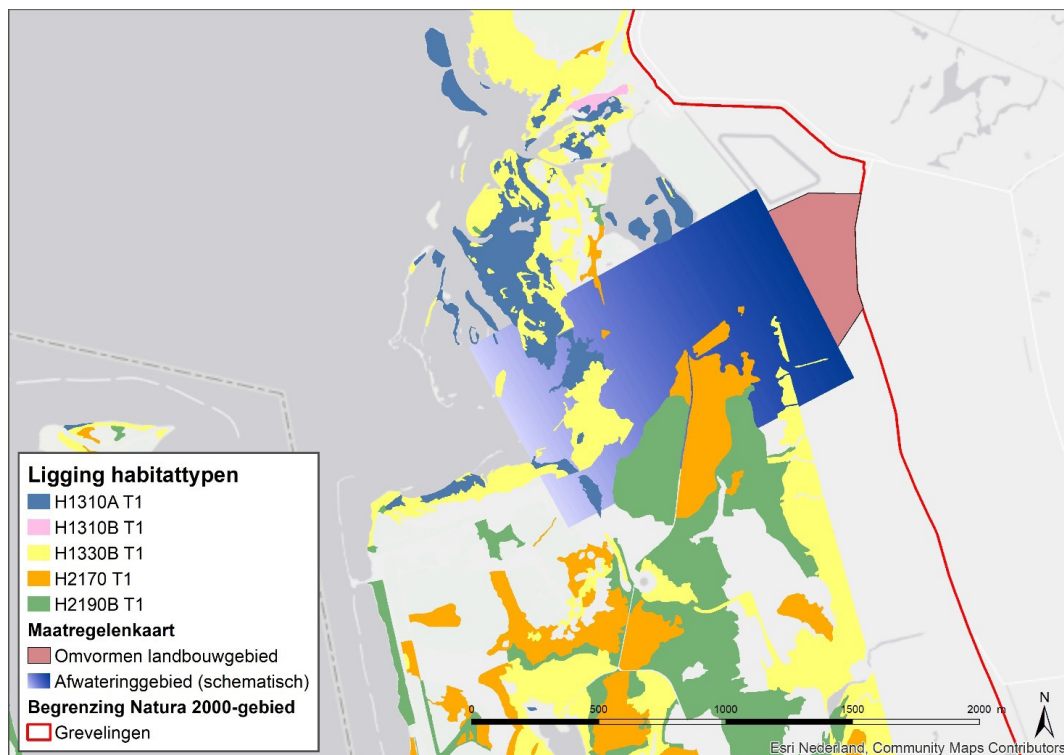 Ligging habitattypen
H1310A T1
H1310B T1
H1330B T1
H2170 T1
H2190B T1
Maatregelenkaart
Omvormen landbouwgebied
Afwateringgebied (schematisch)
Begrenzing Natura 2000-gebied
Grevelingen
0 500 1000 1500 2000 m
N
Esri Nederland, Community Maps Contributors